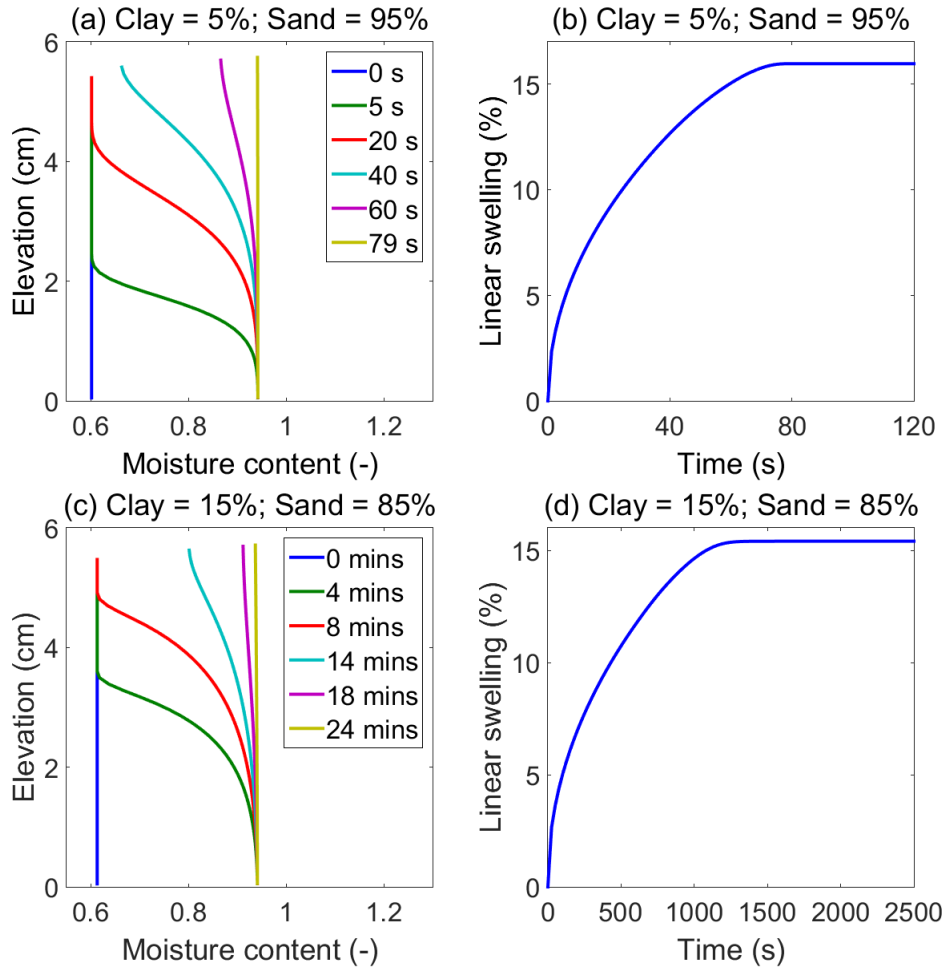 (a) Clay = 5%; Sand = 95%
6
4
2
0
Elevation (cm)
0.6 0.8 1 1.2
Moisture content (-)
0 s
5 s
20 s
40 s
60 s
79 s
(b) Clay = 5%; Sand = 95%
15
10
5
0
Linear swelling (%)
0 40 80 120
Time (s)
(c) Clay = 15%; Sand = 85%
6
4
2
0
Elevation (cm)
0.6 0.8 1 1.2
Moisture content (-)
0 mins
4 mins
8 mins
14 mins
18 mins
24 mins
(d) Clay = 15%; Sand = 85%
15
10
5
0
Linear swelling (%)
0 500 1000 1500 2000 2500
Time (s)